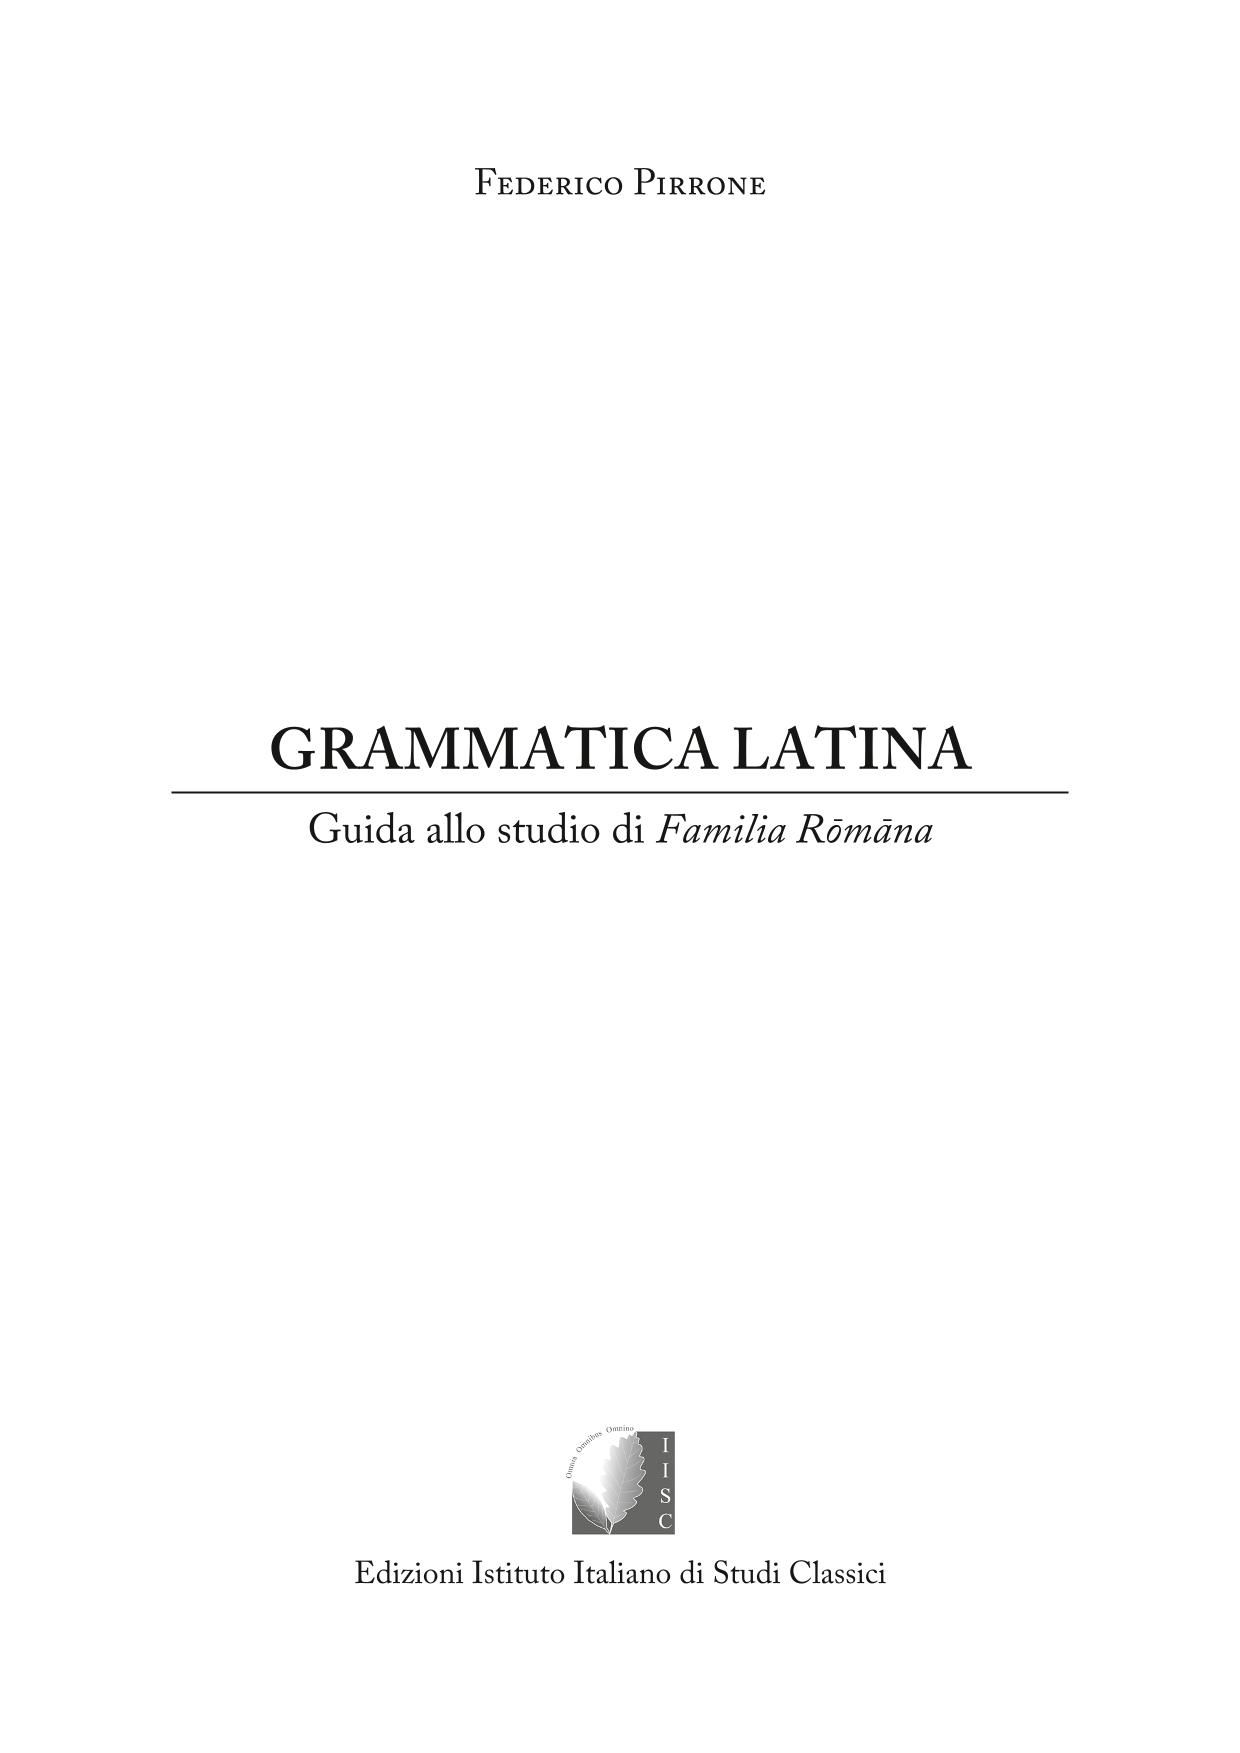 Federico Pirrone
GRAMMATICA LATINA
Guida allo studio di Familia Rōmāna
Omnia Omnibus Omnino
I
I
S
C
Edizioni Istituto Italiano di Studi Classici